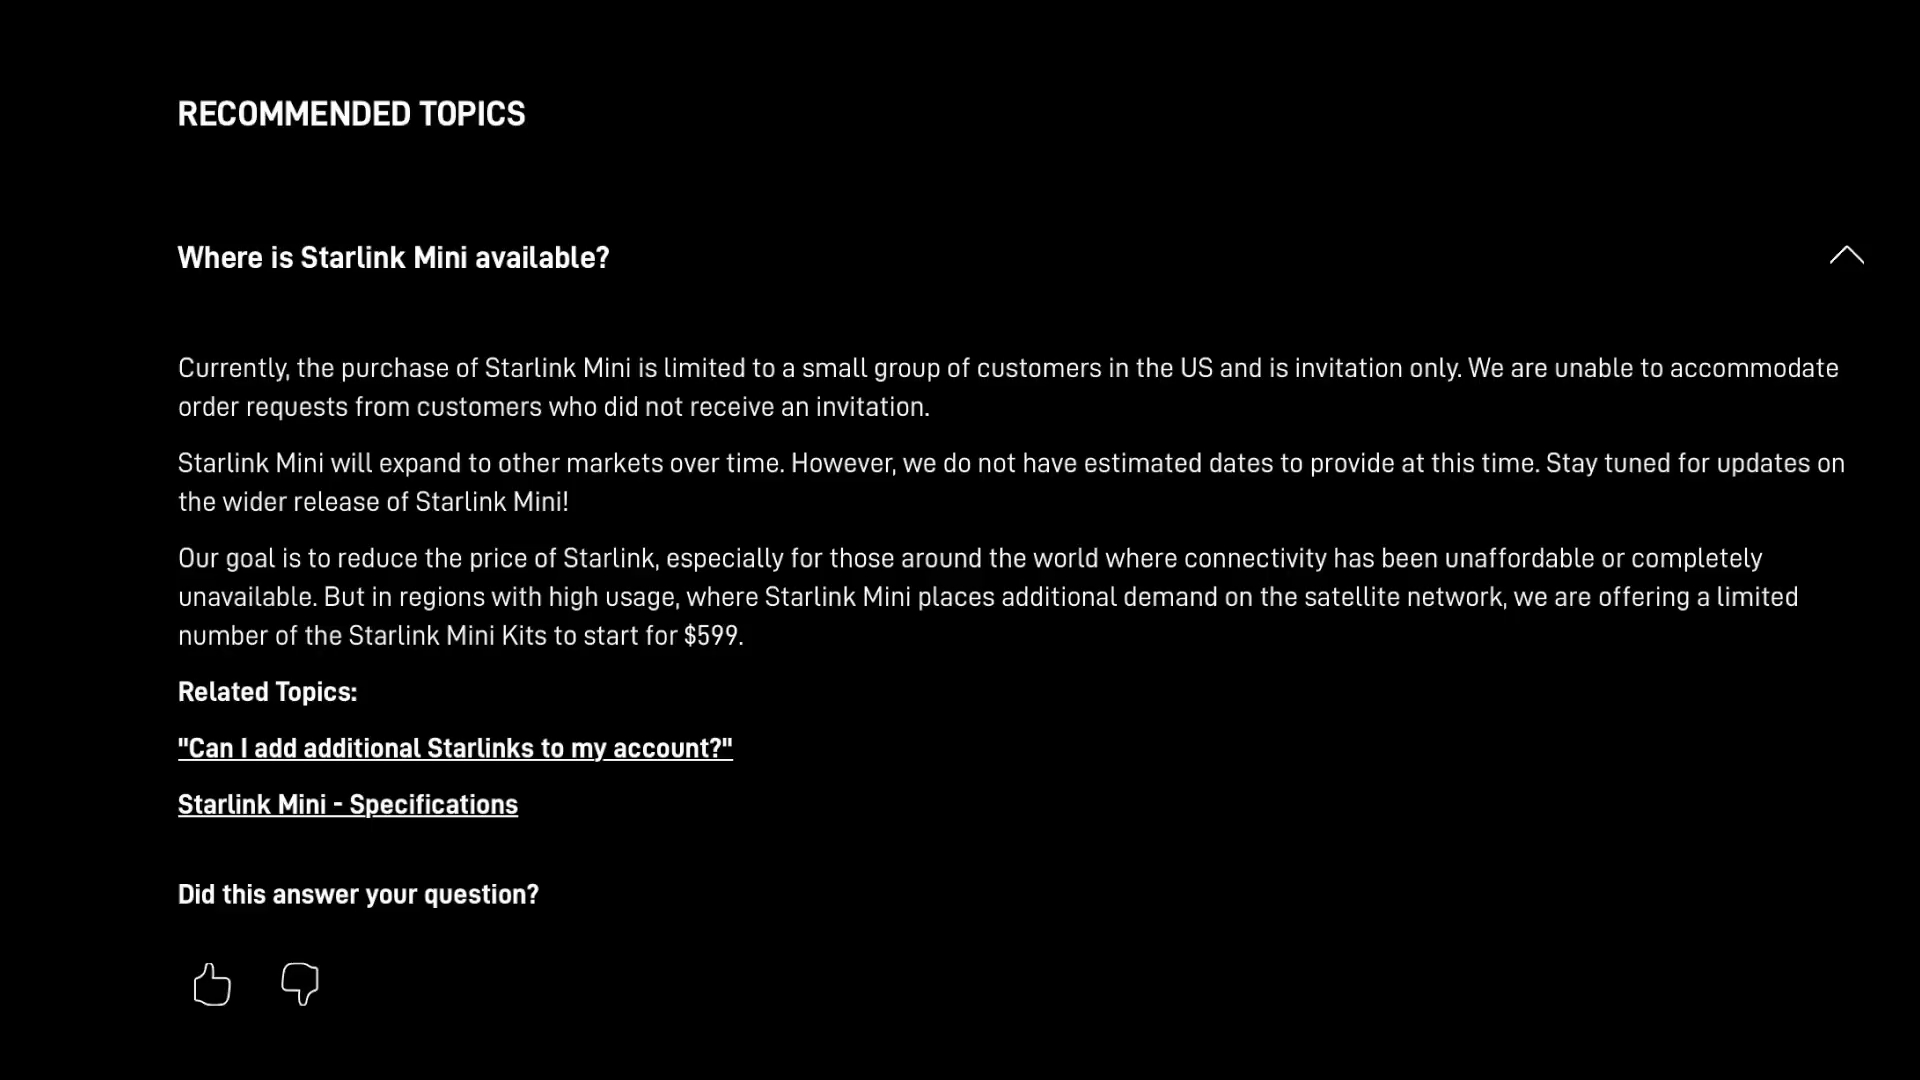 RECOMMENDED TOPICS
Where is Starlink Mini available?
Currently, the purchase of Starlink Mini is limited to a small group of customers in the US and is invitation only. We are unable to accommodate
order requests from customers who did not receive an invitation.
Starlink Mini will expand to other markets over time. However, we do not have estimated dates to provide at this time. Stay tuned for updates on
the wider release of Starlink Mini!
Our goal is to reduce the price of Starlink, especially for those around the world where connectivity has been unaffordable or completely
unavailable. But in regions with high usage, where Starlink Mini places additional demand on the satellite network, we are offering a limited
number of the Starlink Mini Kits to start for $599.
Related Topics:
"Can I add additional Starlinks to my account?"
Starlink Mini - Specifications
Did this answer your question?